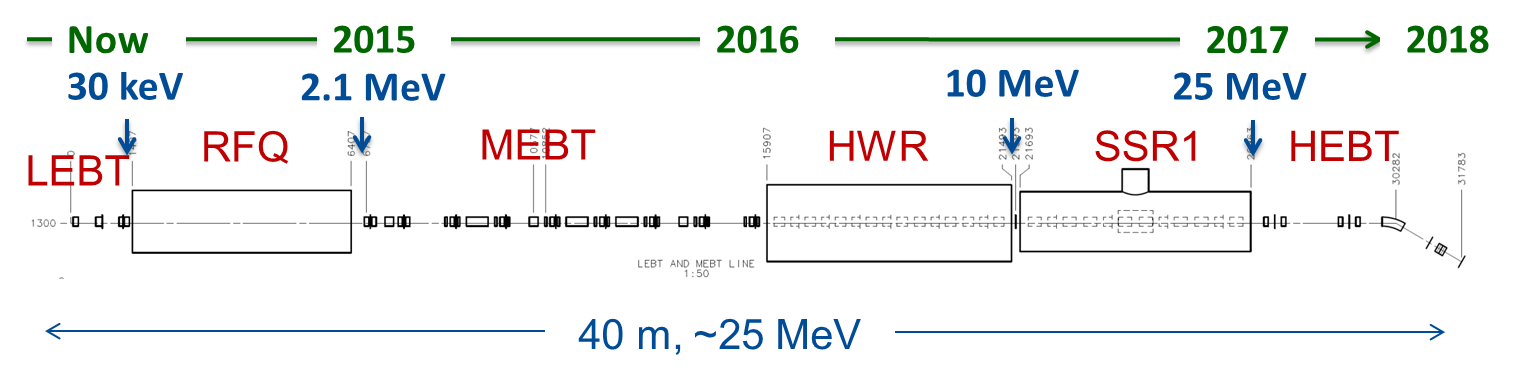 Now 2015 2016 2017 2018
30 keV 2.1 MeV 10 MeV 25 MeV
LEBT RFQ MEBT HWR SSR1 HEBT
6407 15907 21493 21693 30282 31783
1300
LEBT AND MEBT LINE
1:50
40 m, ~25 MeV